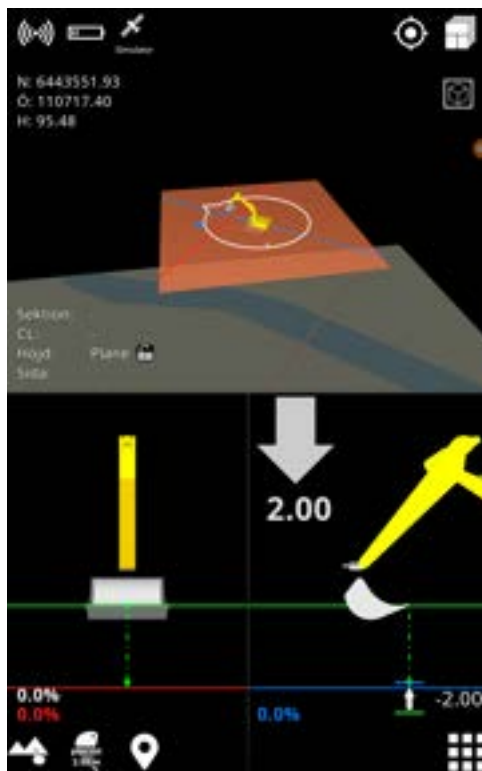 Simulator
N: 6443551.93
Ö: 110717.40
H: 95.48
Sektion:
CL:
Höjd
Plane
Sida
2.00
0.0%
0.0%
0.0%
-2.00